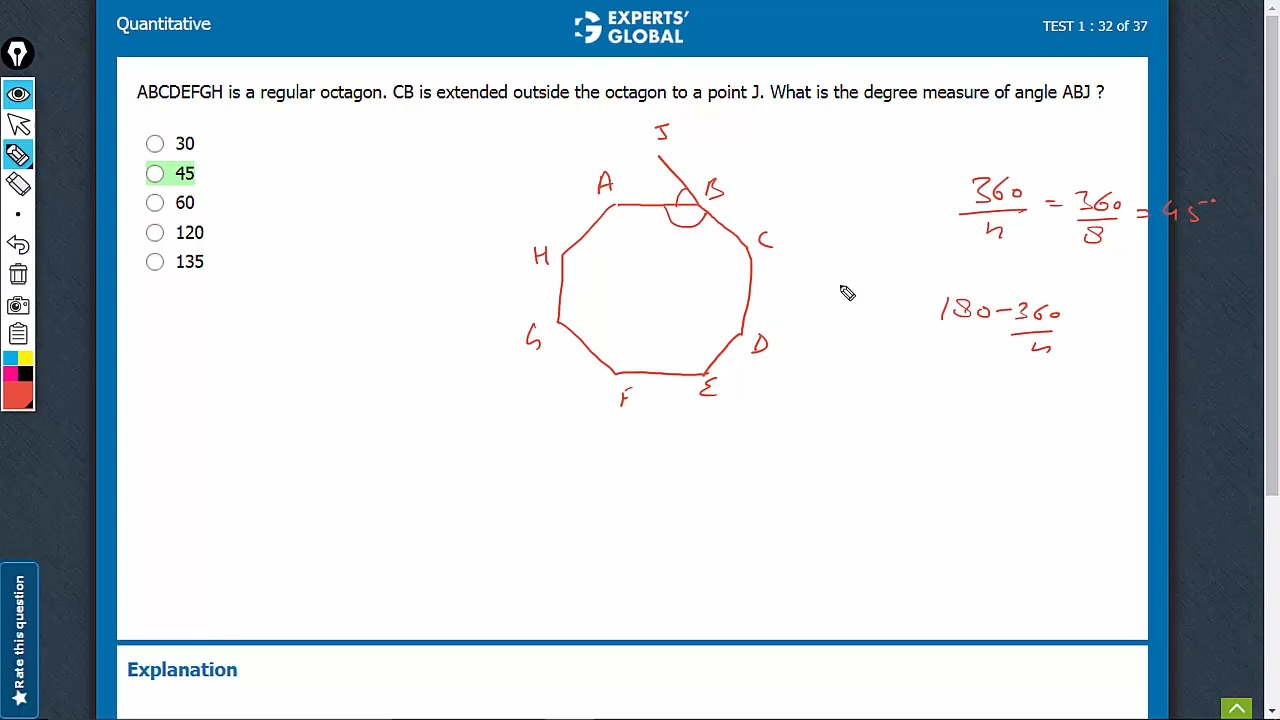 Quantitative
EXPERTS'
GLOBAL
TEST 1 : 32 of 37
ABCDEFGH is a regular octagon. CB is extended outside the octagon to a point J. What is the degree measure of angle ABJ ?
30
45
60
120
135
J
A
B
H
C
G
D
F
E
360/n = 360/8 = 45°
180-360/n
Rate this question
Explanation